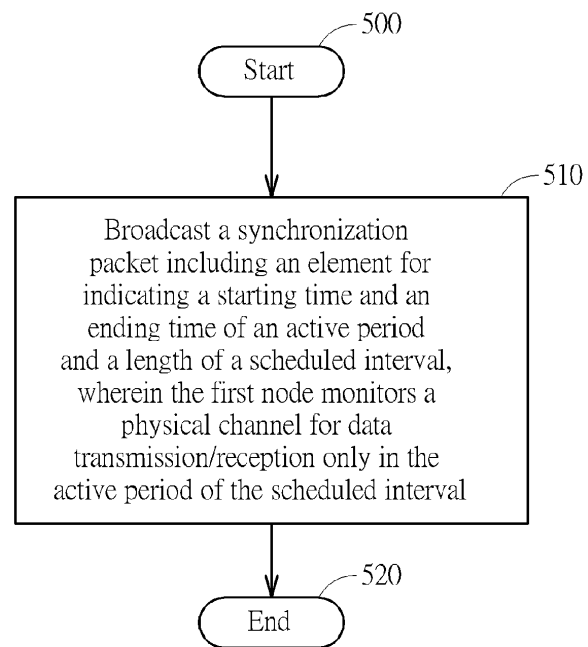 500
Start
510
Broadcast a synchronization
packet including an element for
indicating a starting time and an
ending time of an active period
and a length of a scheduled interval,
wherein the first node monitors a
physical channel for data
transmission/reception only in the
active period of the scheduled interval
520
End